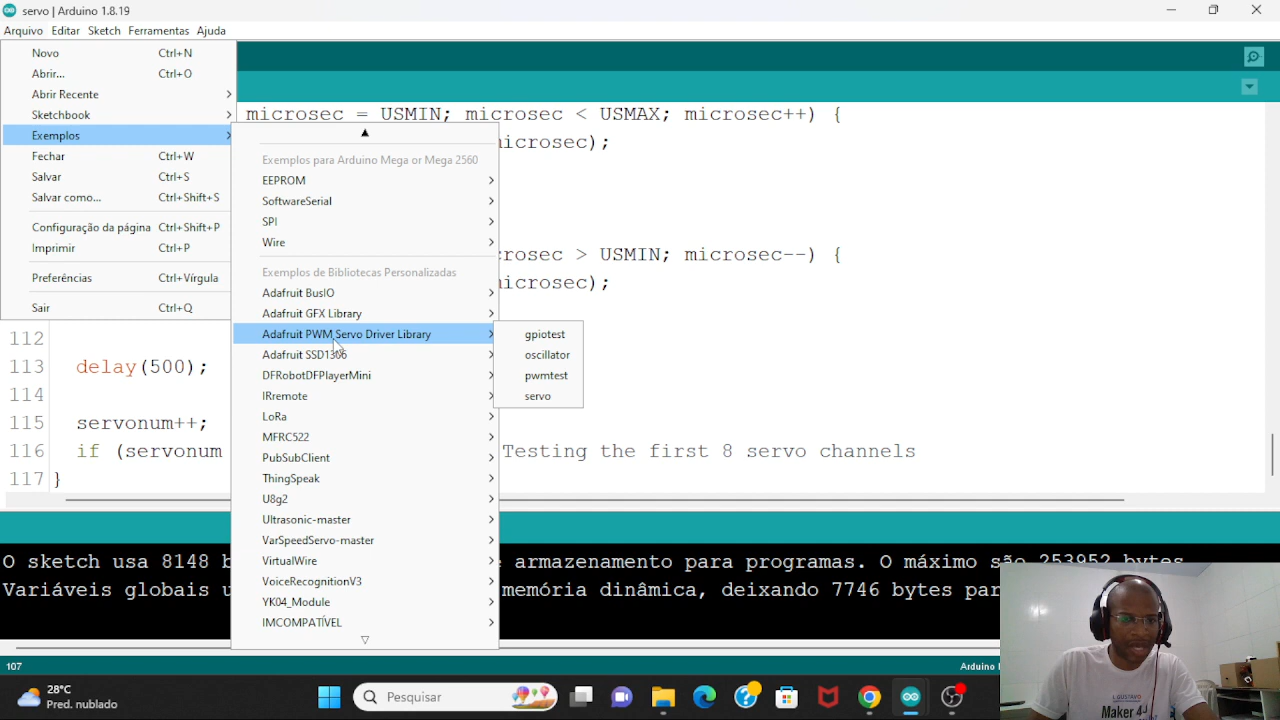 servo | Arduino 1.8.19
Arquivo Editar Sketch Ferramentas Ajuda
Novo Ctrl+N
Abrir... Ctrl+O
Abrir Recente
Sketchbook
Exemplos
Fechar Ctrl+W
Salvar Ctrl+S
Salvar como... Ctrl+Shift+S
Configuração da página Ctrl+Shift+P
Imprimir Ctrl+P
Preferências Ctrl+Vírgula
Sair Ctrl+Q
Exemplos para Arduino Mega or Mega 2560
EEPROM
SoftwareSerial
SPI
Wire
Exemplos de Bibliotecas Personalizadas
Adafruit BusIO
Adafruit GFX Library
Adafruit PWM Servo Driver Library
Adafruit SSD1306
DFRobotDFPlayerMini
IRremote
LoRa
MFRC522
PubSubClient
ThingSpeak
U8g2
Ultrasonic-master
VarSpeedServo-master
VirtualWire
VoiceRecognitionV3
YK04_Module
IMCOMPATÍVEL
gpiotest
oscillator
pwmtest
servo
microsec = USMIN; microsec < USMAX; microsec++) {
microsec);
rosec > USMIN; microsec--) {
microsec);
112
113 delay(500);
114
115 servonum++;
116 if (servonum Testing the first 8 servo channels
117 }
O sketch usa 8148 b armazenamento para programas. O máximo são 253952 bytes
Variáveis globais u memória dinâmica, deixando 7746 bytes par
107 Arduino
28°C
Pred. nublado
Pesquisar
L GUSTAVO
Maker 4